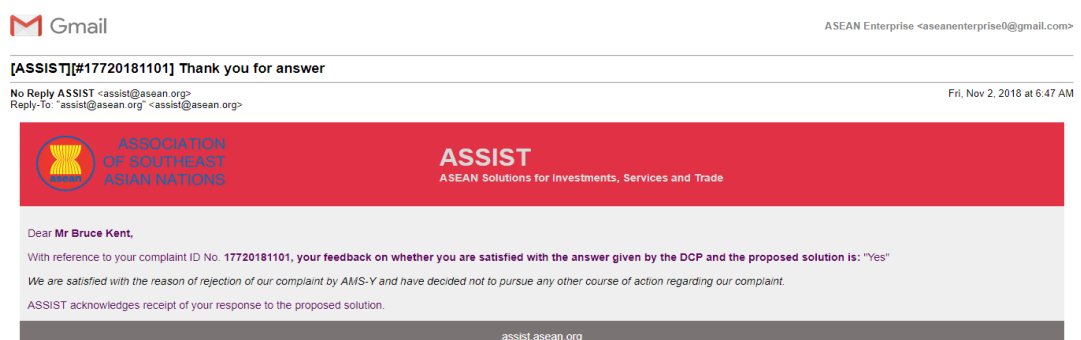 Gmail
ASEAN Enterprise <aseanenterprise0@gmail.com>
[ASSIST][#17720181101] Thank you for answer
No Reply ASSIST <assist@asean.org>
Fri, Nov 2, 2018 at 6:47 AM
Reply-To: "assist@asean.org" <assist@asean.org>
asean
ASSOCIATION
OF SOUTHEAST
ASIAN NATIONS
ASSIST
ASEAN Solutions for Investments, Services and Trade
Dear Mr Bruce Kent,
With reference to your complaint ID No. 17720181101, your feedback on whether you are satisfied with the answer given by the DCP and the proposed solution is: "Yes"
We are satisfied with the reason of rejection of our complaint by AMS-Y and have decided not to pursue any other course of action regarding our complaint.
ASSIST acknowledges receipt of your response to the proposed solution.
assist.asean.org